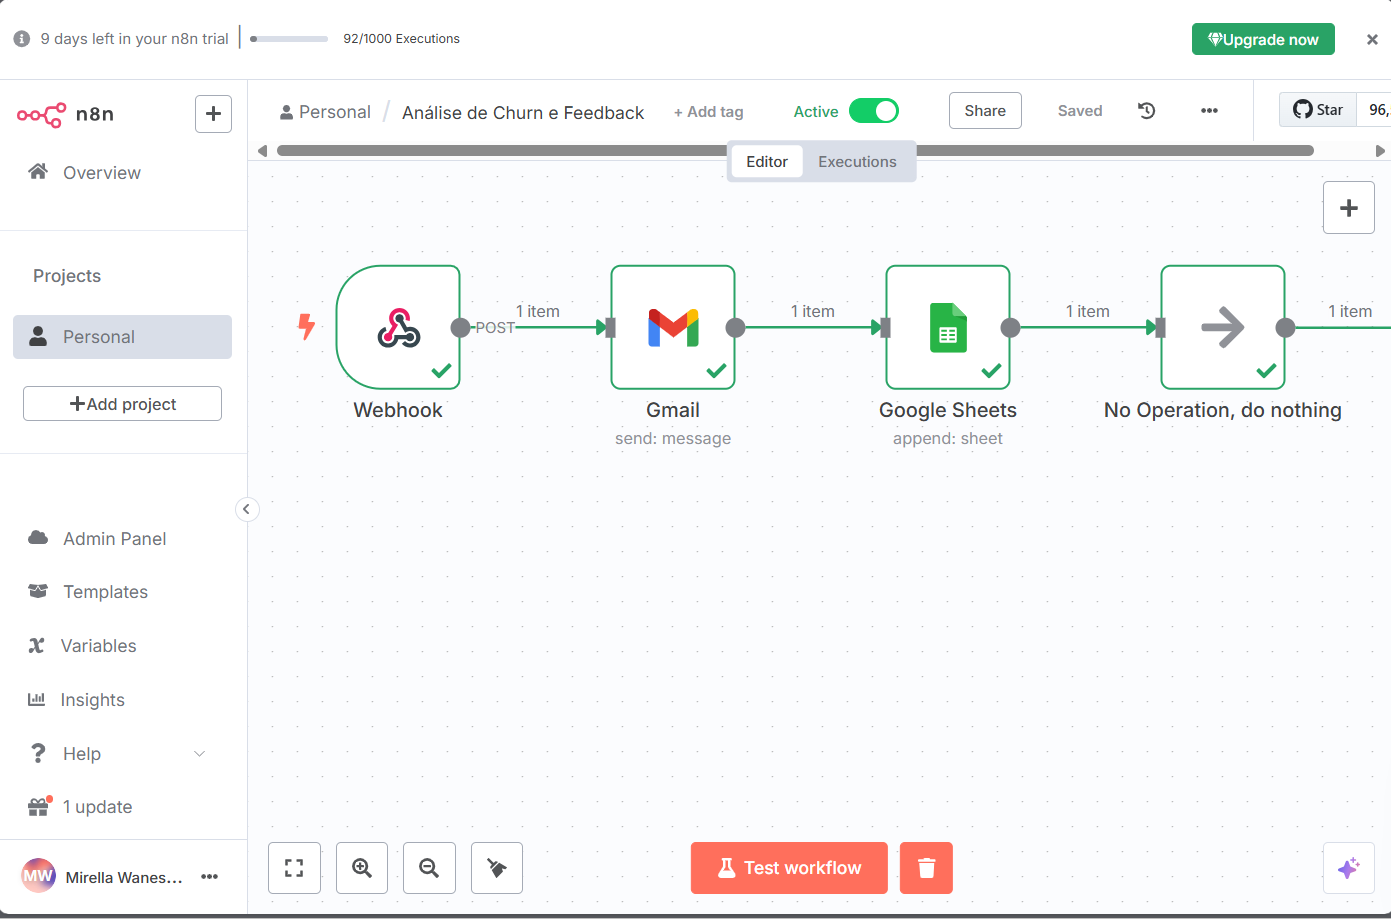 9 days left in your n8n trial
92/1000 Executions
Upgrade now
n8n
Personal / Análise de Churn e Feedback
+ Add tag
Active
Share
Saved
Star
96,
Editor
Executions
Overview
Projects
Personal
Add project
Admin Panel
Templates
Variables
Insights
Help
1 update
MW
Mirella Wanes...
POST
1 item
1 item
1 item
1 item
Webhook
Gmail
send: message
Google Sheets
append: sheet
No Operation, do nothing
Test workflow